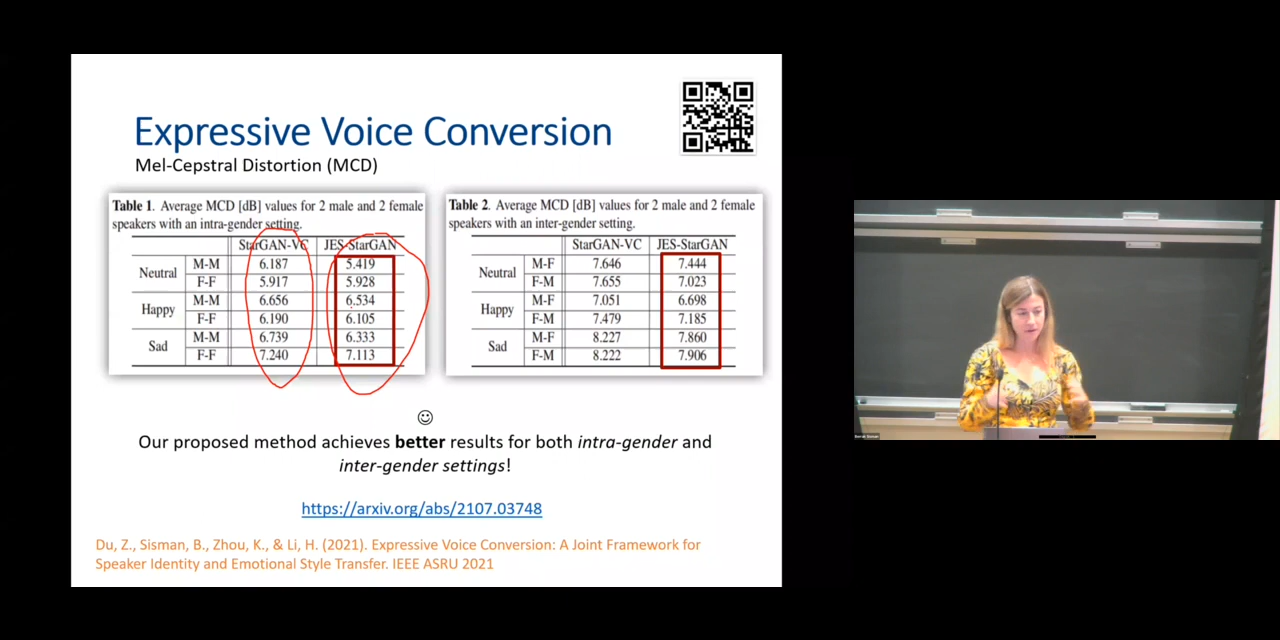 Expressive Voice Conversion
Mel-Cepstral Distortion (MCD)
Table 1. Average MCD [dB] values for 2 male and 2 female
speakers with an intra-gender setting.
StarGAN-VC JES-StarGAN
Neutral M-M 6.187 5.419
F-F 5.917 5.928
Happy M-M 6.656 6.534
F-F 6.190 6.105
Sad M-M 6.739 6.333
F-F 7.240 7.113
Table 2. Average MCD [dB] values for 2 male and 2 female
speakers with an inter-gender setting.
StarGAN-VC JES-StarGAN
Neutral M-F 7.646 7.444
F-M 7.655 7.023
Happy M-F 7.051 6.698
F-M 7.479 7.185
Sad M-F 8.227 7.860
F-M 8.222 7.906
Our proposed method achieves better results for both intra-gender and
inter-gender settings!
https://arxiv.org/abs/2107.03748
Du, Z., Sisman, B., Zhou, K., & Li, H. (2021). Expressive Voice Conversion: A Joint Framework for
Speaker Identity and Emotional Style Transfer. IEEE ASRU 2021